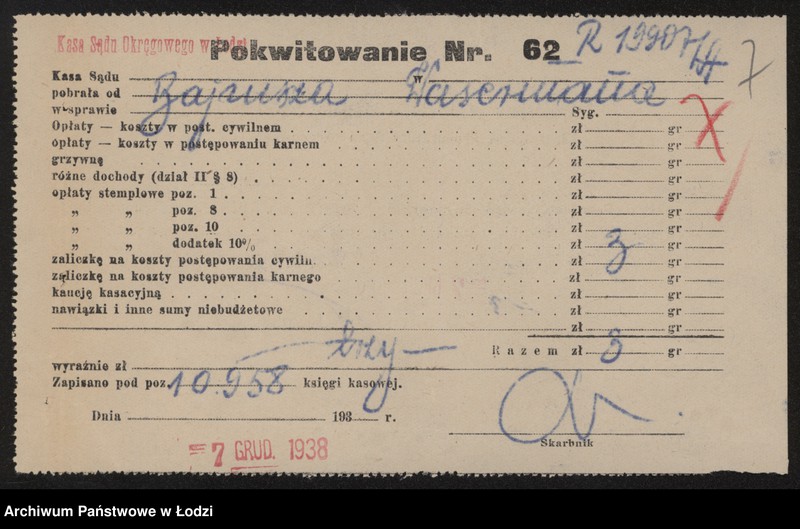 Kasa Sądu Okręgowego w Łodzi
Pokwitowanie Nr. 62
R 19907/A 7
Kasa Sądu w
pobrała od Zajrusza Wasermana
w sprawie Syg.
Opłaty — koszty w post. cywilnem zł gr
opłaty — koszty w postępowaniu karnem zł gr
grzywnę zł gr
różne dochody (dział II § 8) zł gr
opłaty stemplowe poz. 1 zł gr
„ „ poz. 8 zł gr
„ „ poz. 10 zł gr
„ „ dodatek 10% zł 3 gr
zaliczkę na koszty postępowania cywiln. zł gr
zaliczkę na koszty postępowania karnego zł gr
kaucję kasacyjną zł gr
nawiązki i inne sumy niebudżetowe zł gr
zł gr
Razem zł 3 gr
wyraźnie zł trzy —
Zapisano pod poz. 10.958 księgi kasowej.
Dnia 193 r.
Skarbnik
= 7 GRUD. 1938
Archiwum Państwowe w Łodzi